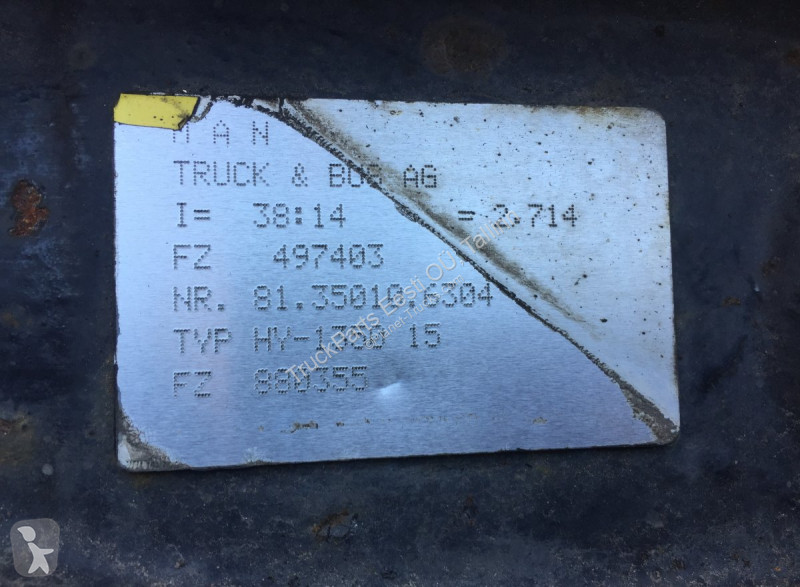 M A N
TRUCK & BUS AG
I= 38:14 = 2.714
FZ 497403
NR. 81.35010.6304
TYP HY-1350 15
FZ 880355
TruckParts Eesti OÜ, Tallinn